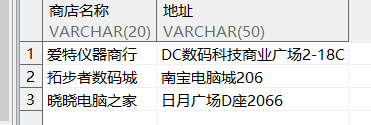 商店名称 地址
VARCHAR(20) VARCHAR(50)
1 爱特仪器商行 DC数码科技商业广场2-18C
2 拓步者数码城 南宝电脑城206
3 晓晓电脑之家 日月广场D座2066